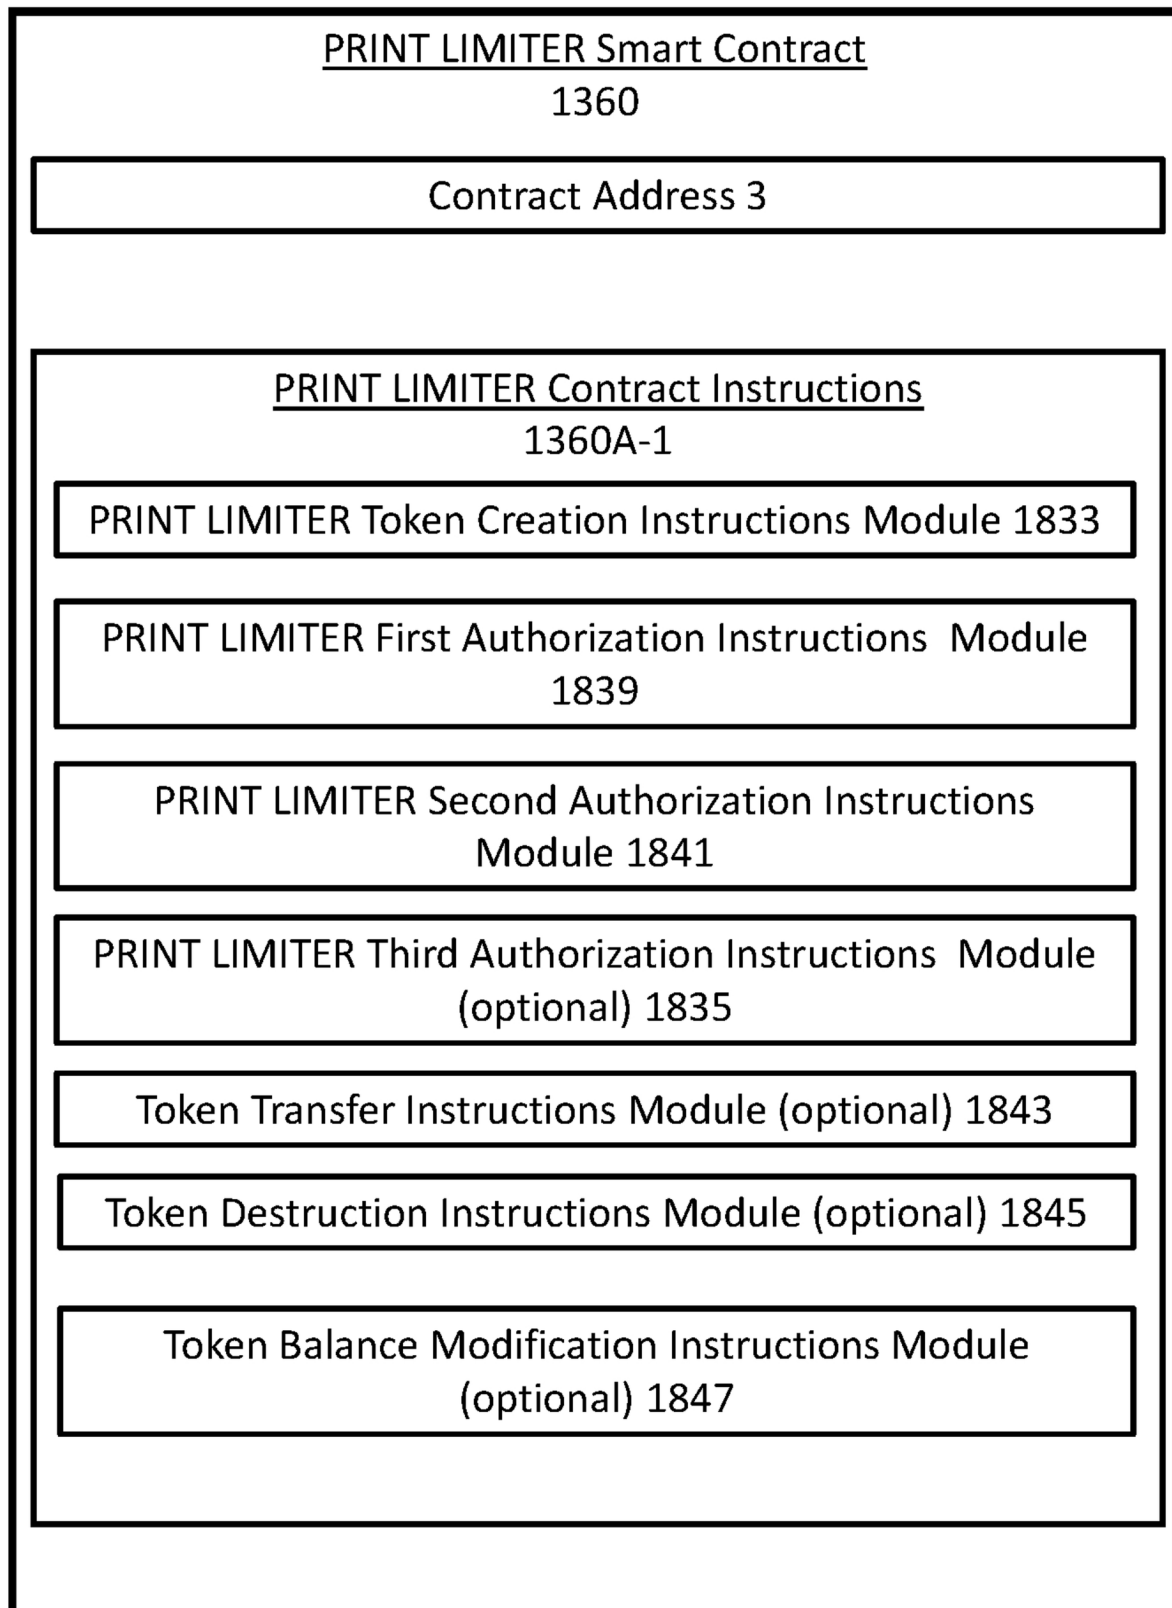 PRINT LIMITER Smart Contract
1360
Contract Address 3
PRINT LIMITER Contract Instructions
1360A-1
PRINT LIMITER Token Creation Instructions Module 1833
PRINT LIMITER First Authorization Instructions  Module
1839
PRINT LIMITER Second Authorization Instructions
Module 1841
PRINT LIMITER Third Authorization Instructions  Module
(optional) 1835
Token Transfer Instructions Module (optional) 1843
Token Destruction Instructions Module (optional) 1845
Token Balance Modification Instructions Module
(optional) 1847